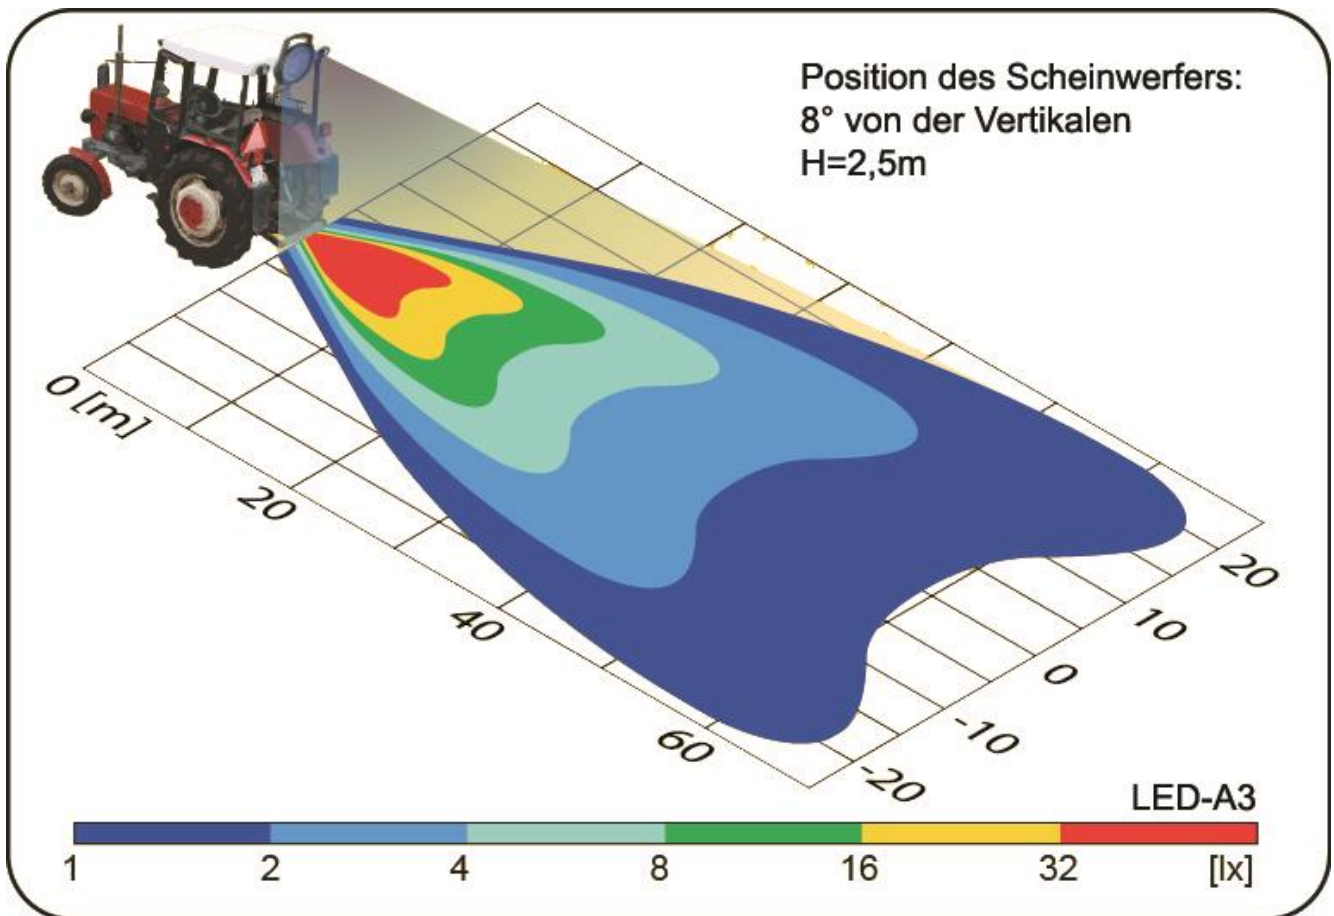 Position des Scheinwerfers:
8° von der Vertikalen
H=2,5m
0 [m]
20
40
60
20
10
0
-10
-20
LED-A3
1 2 4 8 16 32 [lx]